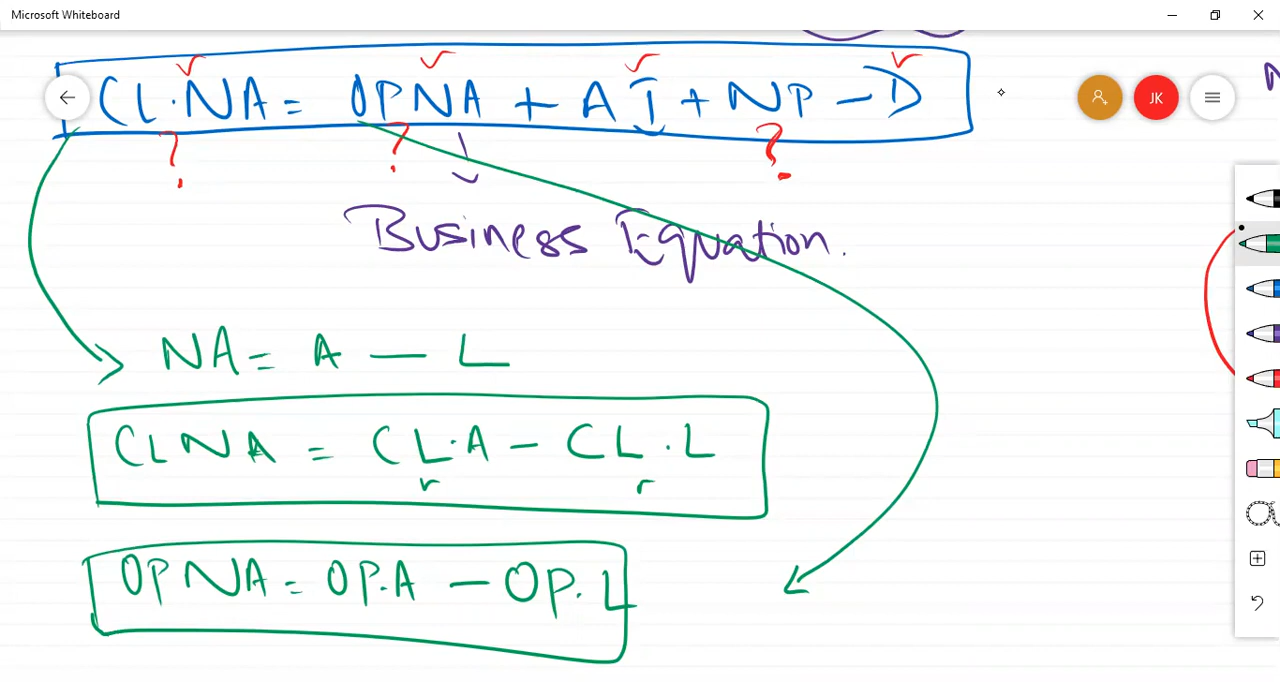 Microsoft Whiteboard
CL.NA = OPNA + AI + NP - D
JK
? ? ?
Business Equation.
NA = A - L
CLNA = CL.A - CL.L
r r
OPNA = OP.A - OP.L